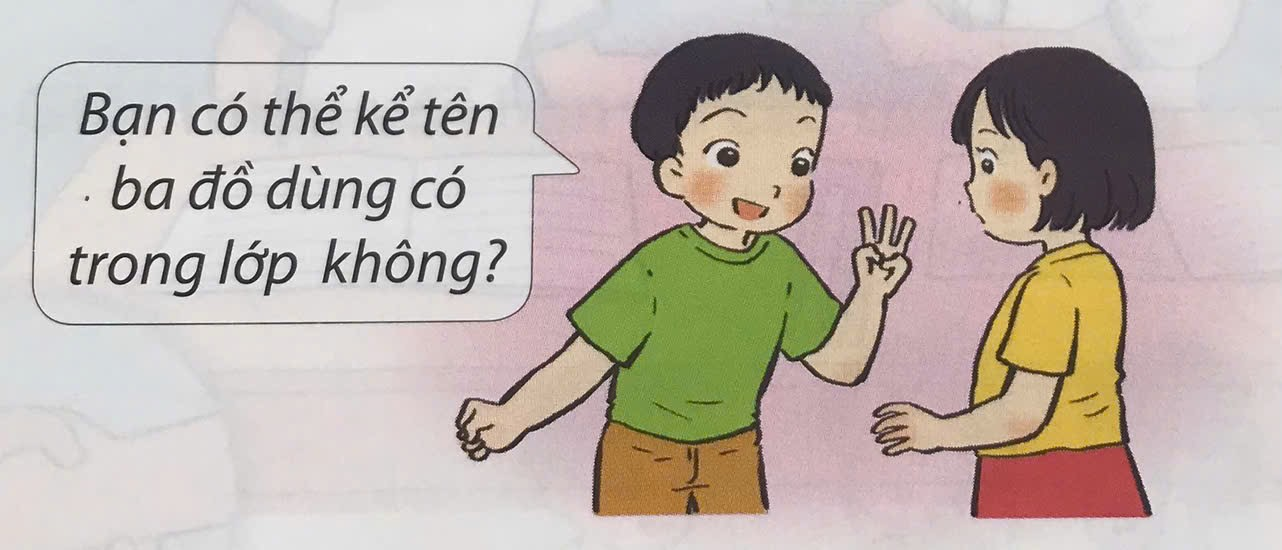 Bạn có thể kể tên
ba đồ dùng có
trong lớp không?